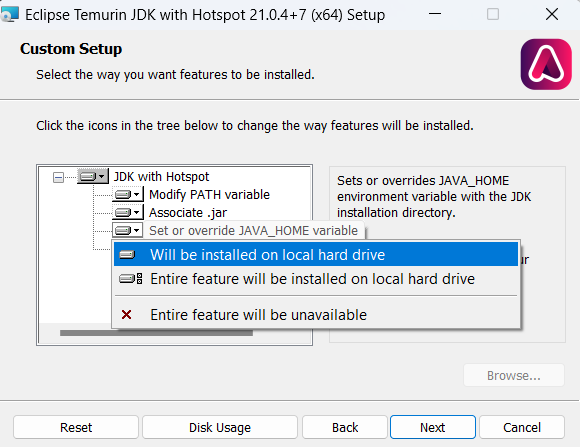 Eclipse Temurin JDK with Hotspot 21.0.4+7 (x64) Setup
Custom Setup
Select the way you want features to be installed.
Click the icons in the tree below to change the way features will be installed.
JDK with Hotspot
Modify PATH variable
Associate .jar
Set or override JAVA_HOME variable
Will be installed on local hard drive
Entire feature will be installed on local hard drive
Entire feature will be unavailable
Sets or overrides JAVA_HOME
environment variable with the JDK
installation directory.
Browse...
Reset
Disk Usage
Back
Next
Cancel